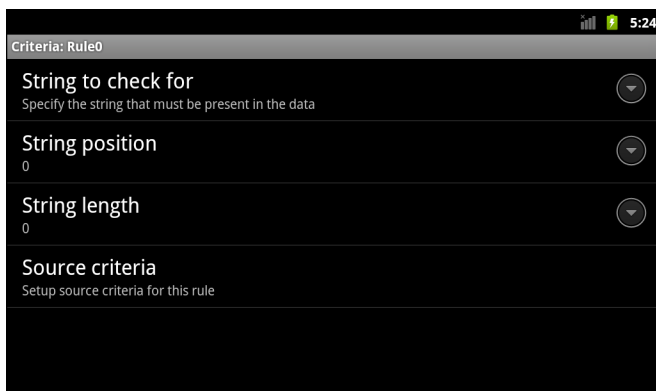 5:24
Criteria: Rule0
String to check for
Specify the string that must be present in the data
String position
0
String length
0
Source criteria
Setup source criteria for this rule